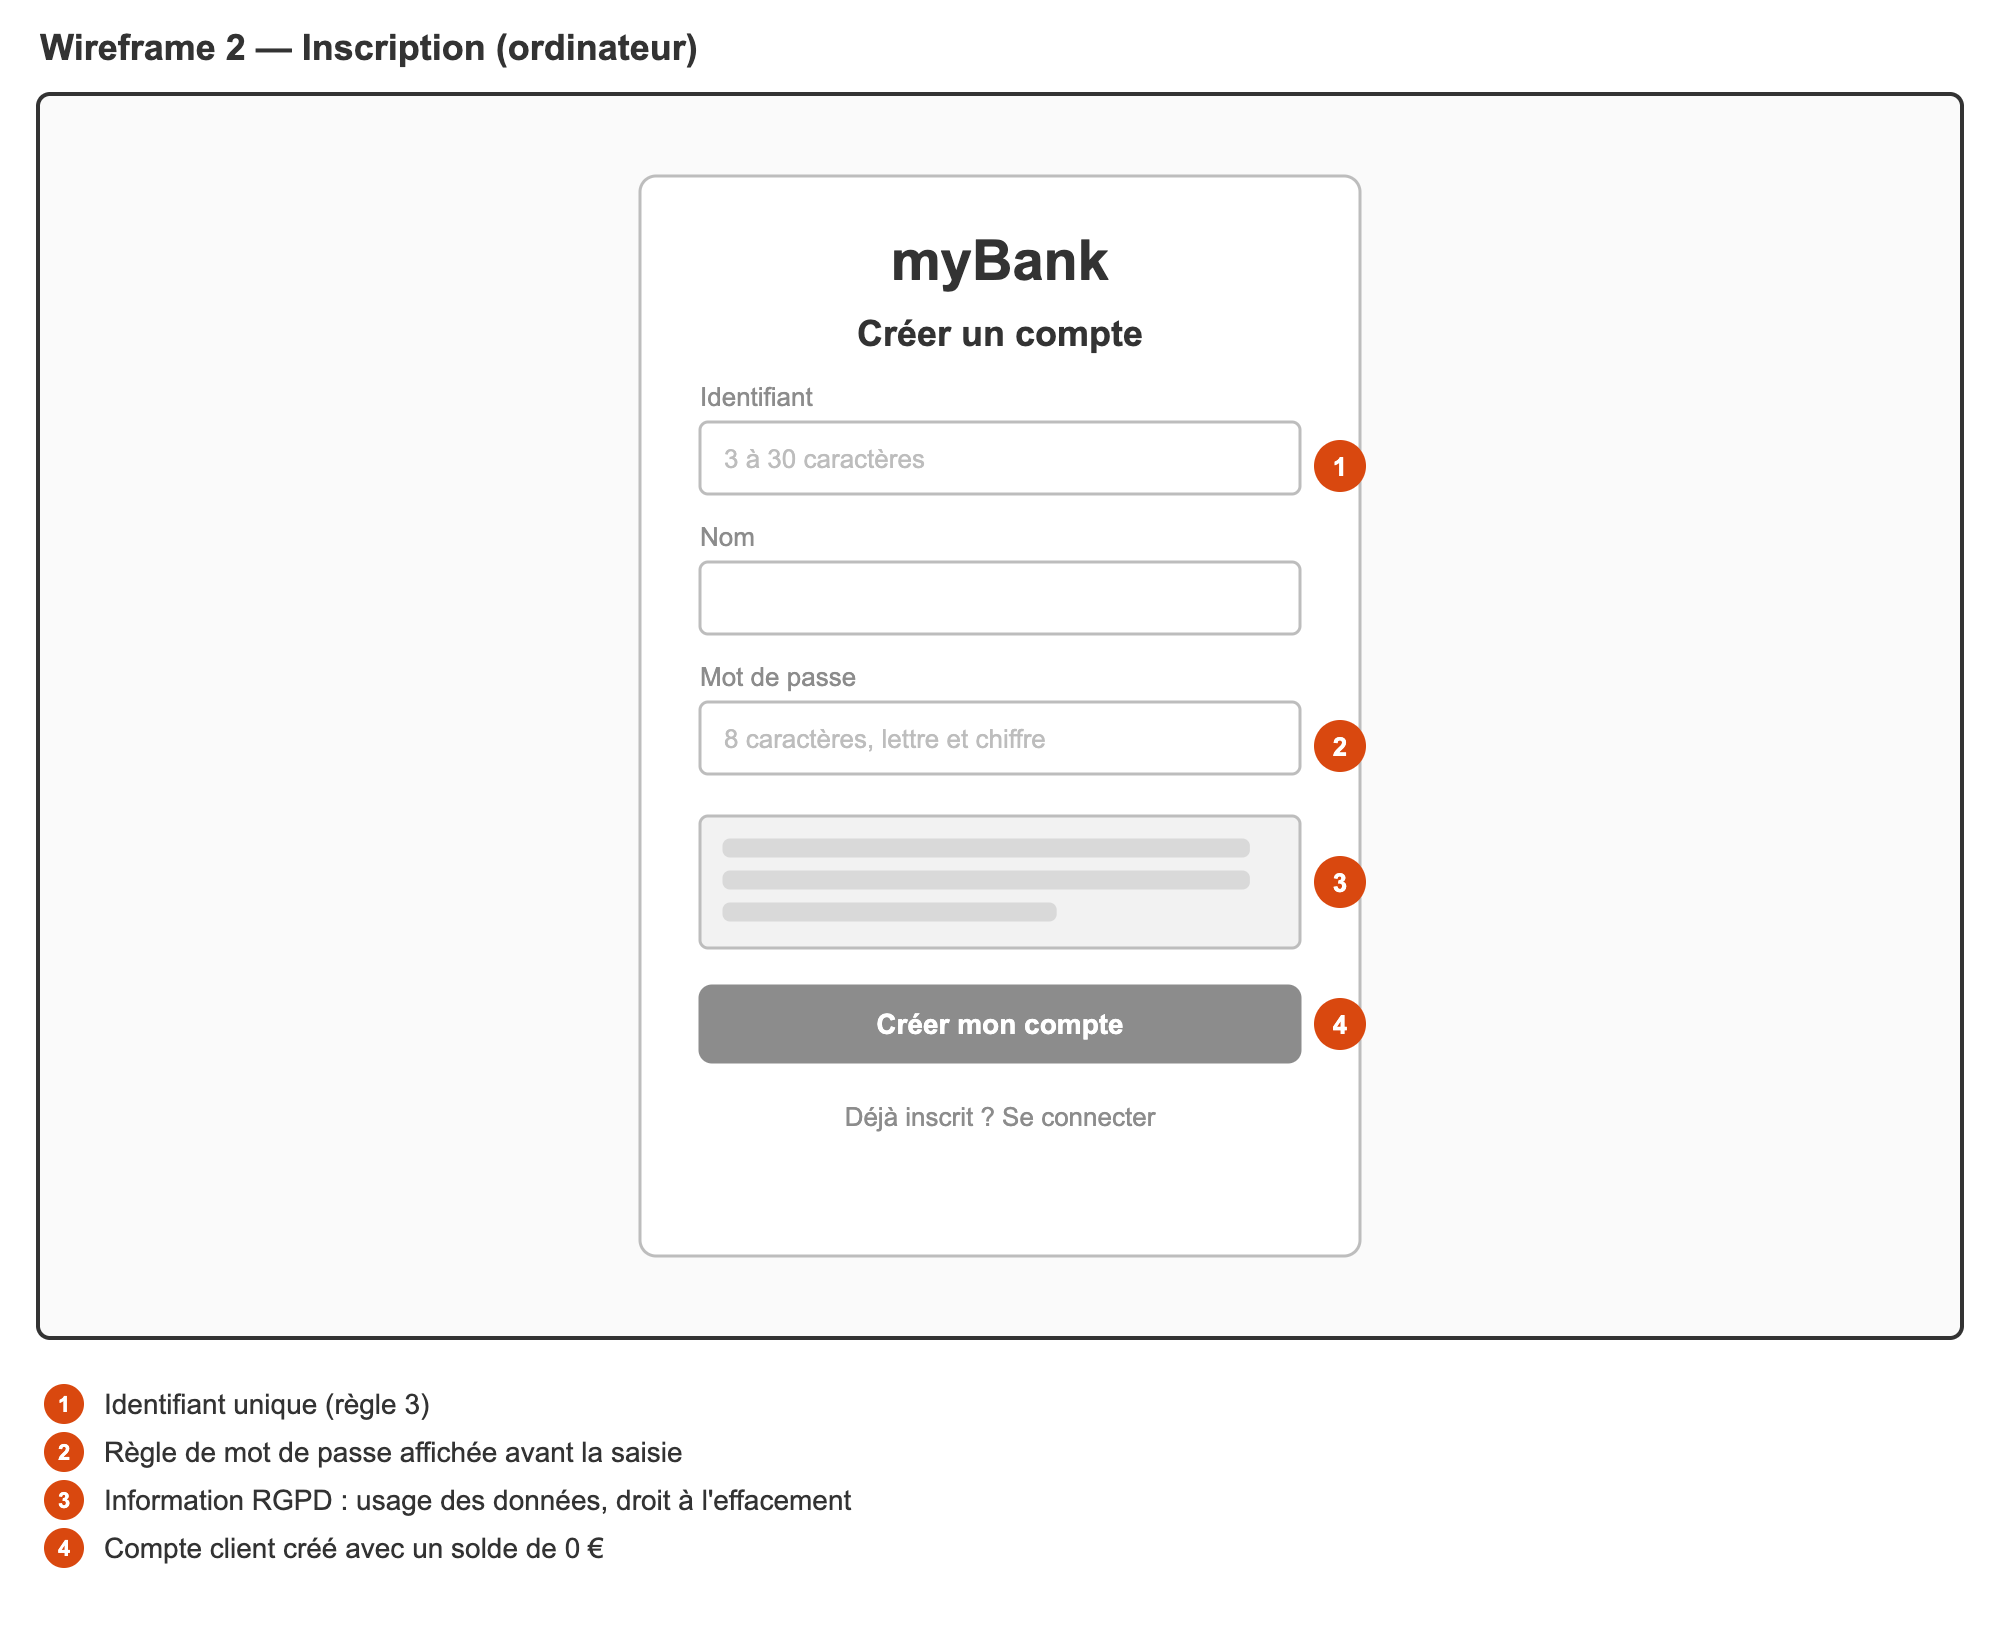 Wireframe 2 — Inscription (ordinateur)
myBank
Créer un compte
Identifiant
3 à 30 caractères
1
Nom
Mot de passe
8 caractères, lettre et chiffre
2
3
Créer mon compte
4
Déjà inscrit ? Se connecter
1 Identifiant unique (règle 3)
2 Règle de mot de passe affichée avant la saisie
3 Information RGPD : usage des données, droit à l'effacement
4 Compte client créé avec un solde de 0 €